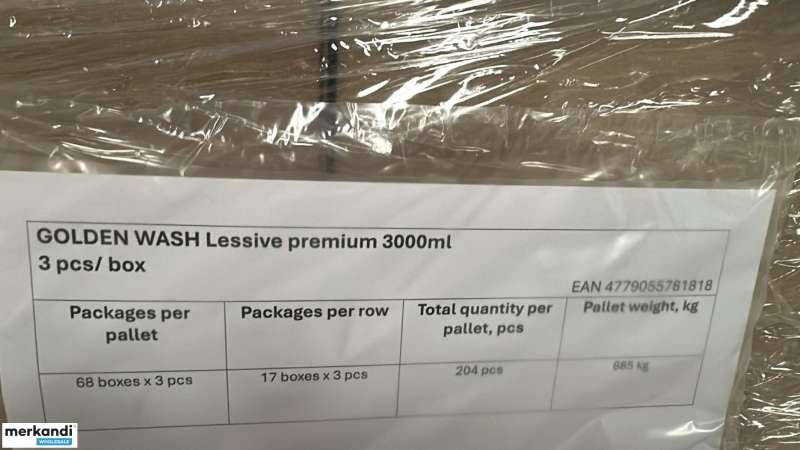 GOLDEN WASH Lessive premium 3000ml
3 pcs/ box
EAN 4779055781818
Packages per pallet
Packages per row
Total quantity per pallet, pcs
Pallet weight, kg
68 boxes x 3 pcs
17 boxes x 3 pcs
204 pcs
685 kg
merkandi
WHOLESALE